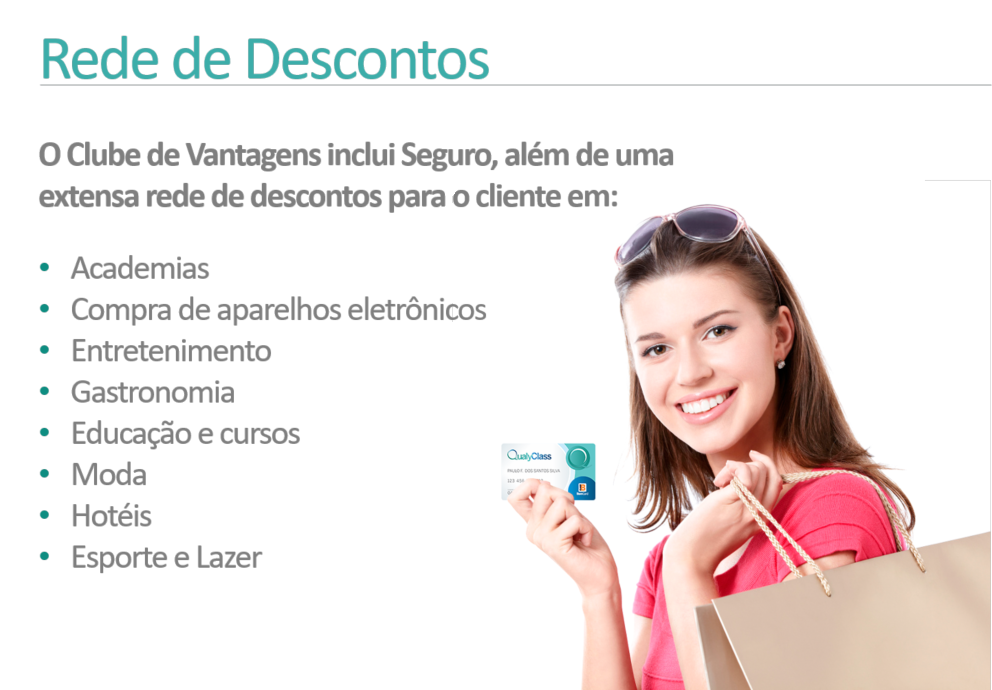 Rede de Descontos
O Clube de Vantagens inclui Seguro, além de uma
extensa rede de descontos para o cliente em:
• Academias
• Compra de aparelhos eletrônicos
• Entretenimento
• Gastronomia
• Educação e cursos
• Moda
• Hotéis
• Esporte e Lazer
QualyClass